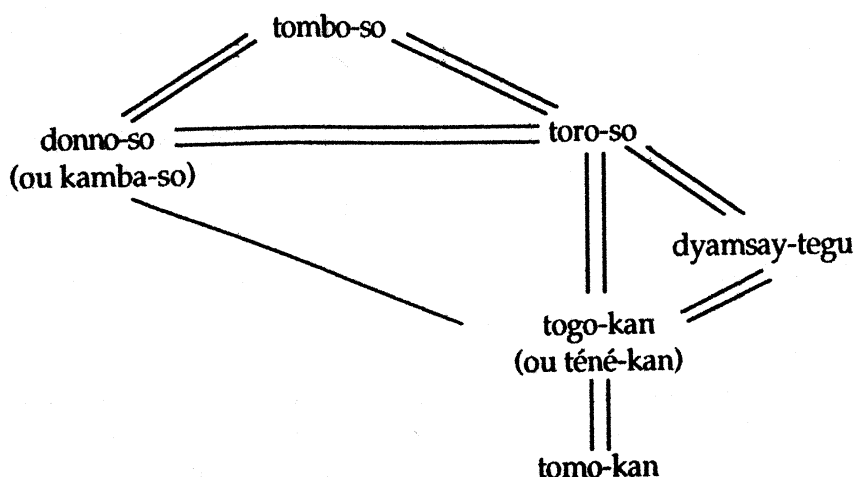 tombo-so
donno-so
(ou kamba-so)
toro-so
dyamsay-tegu
togo-kan
(ou téné-kan)
tomo-kan